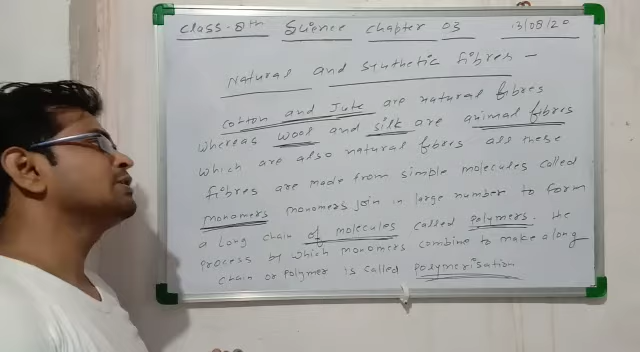 Class-8th Science chapter 03 13/08/20
Natural and synthetic fibres -
cotton and Jute are natural fibres
whereas wool and silk are animal fibres
which are also natural fibres all these
fibres are made from simple molecules called
monomers monomers join in large number to form
a long chain of molecules called polymers. The
process by which monomers combine to make along
chain or polymer is called polymerisation